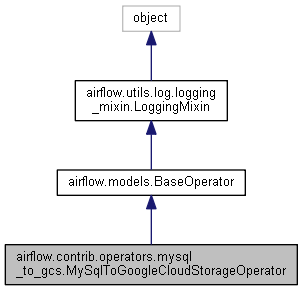 object
airflow.utils.log.logging
_mixin.LoggingMixin
airflow.models.BaseOperator
airflow.contrib.operators.mysql
_to_gcs.MySqlToGoogleCloudStorageOperator